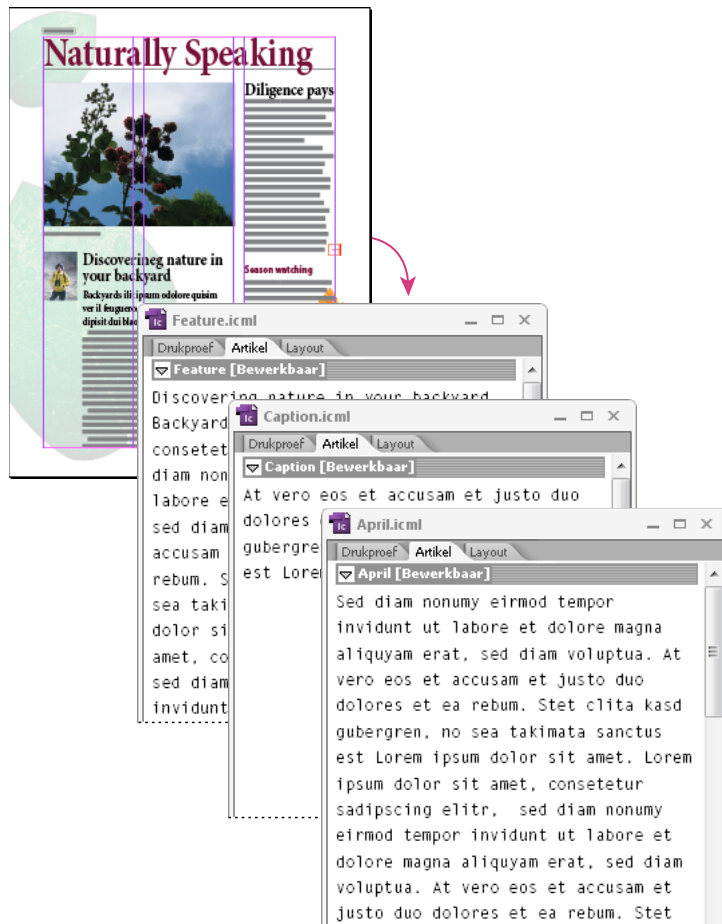 Naturally Speaking
Diligence pays
Discoverineg nature in
your backyard
Backyards ilit ipsum odolore quisim
ver il feugueros
dipisit dui blao
Season watching
Ic Feature.icml
Drukproef Artikel Layout
Feature [Bewerkbaar]
Discovering nature in your backyard
Backyard
consetet
diam non
labore e
sed diam
accusam
rebum. S
sea taki
dolor si
amet, co
sed diam
invidunt
Ic Caption.icml
Drukproef Artikel Layout
Caption [Bewerkbaar]
At vero eos et accusam et justo duo
dolores
gubergre
est Lore
Ic April.icml
Drukproef Artikel Layout
April [Bewerkbaar]
Sed diam nonumy eirmod tempor
invidunt ut labore et dolore magna
aliquyam erat, sed diam voluptua. At
vero eos et accusam et justo duo
dolores et ea rebum. Stet clita kasd
gubergren, no sea takimata sanctus
est Lorem ipsum dolor sit amet. Lorem
ipsum dolor sit amet, consetetur
sadipscing elitr, sed diam nonumy
eirmod tempor invidunt ut labore et
dolore magna aliquyam erat, sed diam
voluptua. At vero eos et accusam et
justo duo dolores et ea rebum. Stet